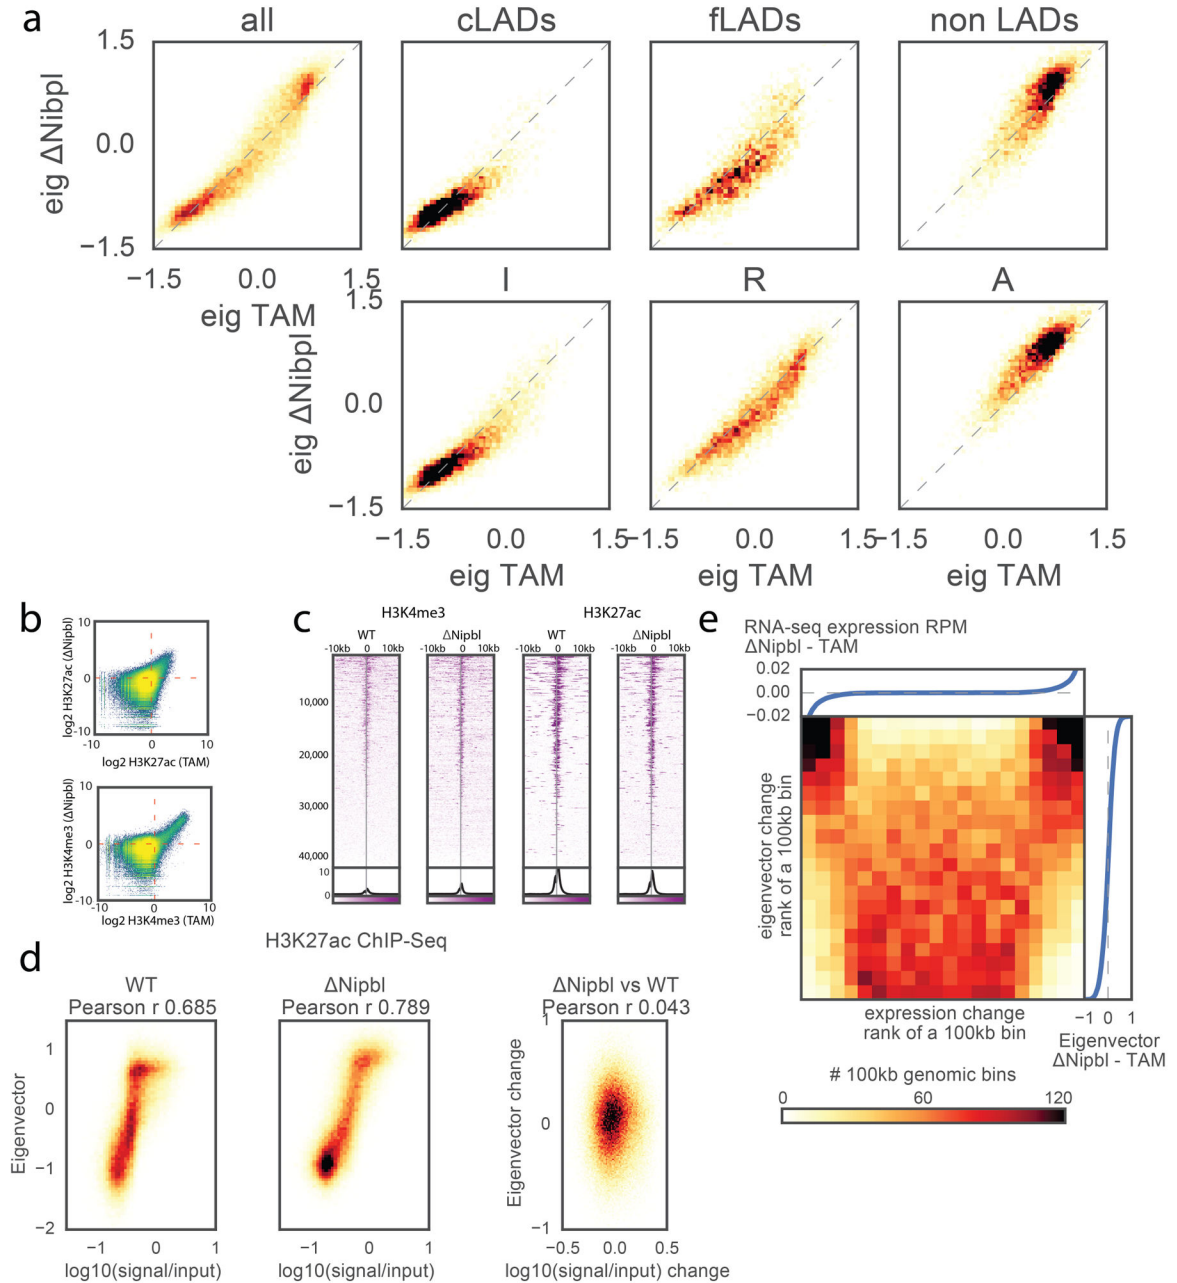 a
all
cLADs
fLADs
non LADs
1.5
0.0
−1.5
eig ΔNibpl
−1.5
0.0
1.5
eig TAM
I
R
A
1.5
0.0
−1.5
eig ΔNibpl
−1.5
0.0
1.5
−1.5
0.0
1.5
−1.5
0.0
1.5
eig TAM
eig TAM
eig TAM
b
10
0
-10
log2 H3K27ac (ΔNipbl)
-10
0
10
log2 H3K27ac (TAM)
10
0
-10
log2 H3K4me3 (ΔNipbl)
-10
0
10
log2 H3K4me3 (TAM)
c
H3K4me3
H3K27ac
WT
ΔNipbl
WT
ΔNipbl
-10kb 0 10kb
-10kb 0 10kb
-10kb 0 10kb
-10kb 0 10kb
10,000
20,000
30,000
40,000
10
0
e
RNA-seq expression RPM
ΔNipbl - TAM
0.02
0.00
−0.02
eigenvector change
rank of a 100kb bin
expression change
rank of a 100kb bin
−1 0 1
Eigenvector
ΔNipbl - TAM
# 100kb genomic bins
0
60
120
d
H3K27ac ChIP-Seq
WT
Pearson r 0.685
ΔNipbl
Pearson r 0.789
ΔNipbl vs WT
Pearson r 0.043
Eigenvector
1
0
−1
−2
−1
0
1
log10(signal/input)
−1
0
1
log10(signal/input)
Eigenvector change
1
0
−1
−0.5
0.0
0.5
log10(signal/input) change